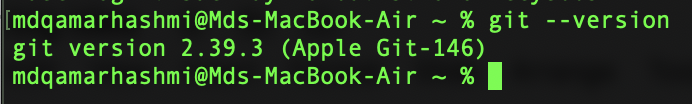 [mdqamarhashmi@Mds-MacBook-Air ~ % git --version
git version 2.39.3 (Apple Git-146)
mdqamarhashmi@Mds-MacBook-Air ~ %